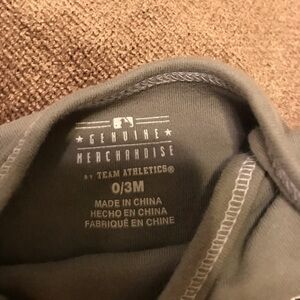 ★ GENUINE ★
MERCHANDISE
BY TEAM ATHLETICS®
0/3M
MADE IN CHINA
HECHO EN CHINA
FABRIQUÉ EN CHINE